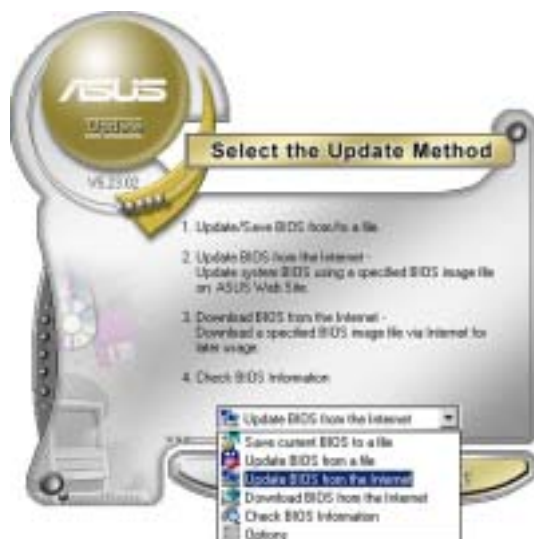 ASUS
Update
Select the Update Method
1. Update/Save BIOS from/to a file.
2. Update BIOS from the Internet -
Update system BIOS using a specified BIOS image file
on ASUS Web Site.
3. Download BIOS from the Internet -
Download a specified BIOS image file via Internet for
later usage.
4. Check BIOS Information
Update BIOS from the Internet
Save current BIOS to a file
Update BIOS from a file
Update BIOS from the Internet
Download BIOS from the Internet
Check BIOS Information
Options